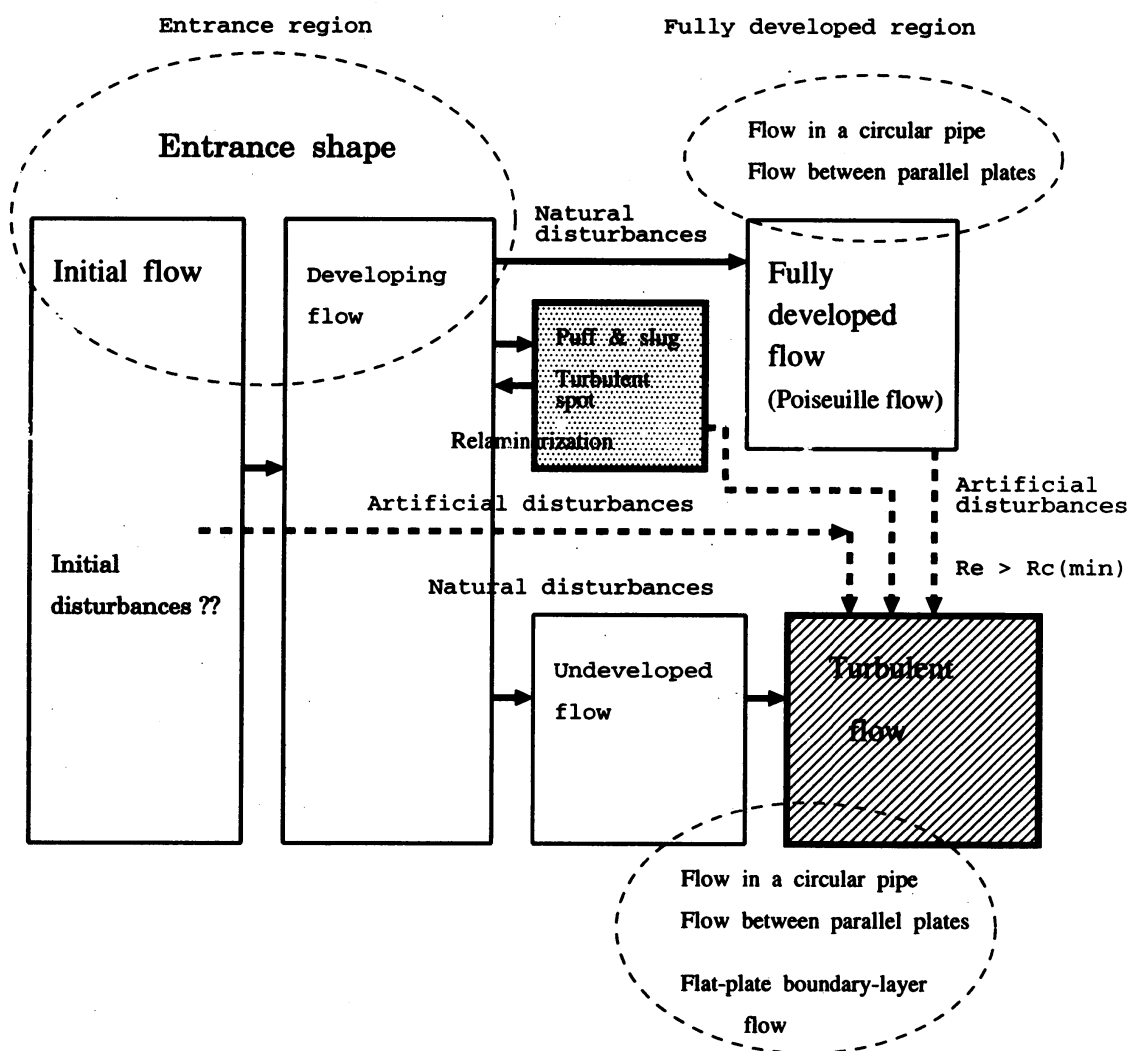 Entrance region
Fully developed region
Entrance shape
Flow in a circular pipe
Flow between parallel plates
Natural
disturbances
Initial flow
Developing
flow
Fully
developed
flow
(Poiseuille flow)
Puff & slug
Turbulent
spot
Relaminarization
Artificial disturbances
Artificial
disturbances
Initial
disturbances ??
Re > Rc(min)
Natural disturbances
Undeveloped
flow
Turbulent
flow
Flow in a circular pipe
Flow between parallel plates
Flat-plate boundary-layer
flow